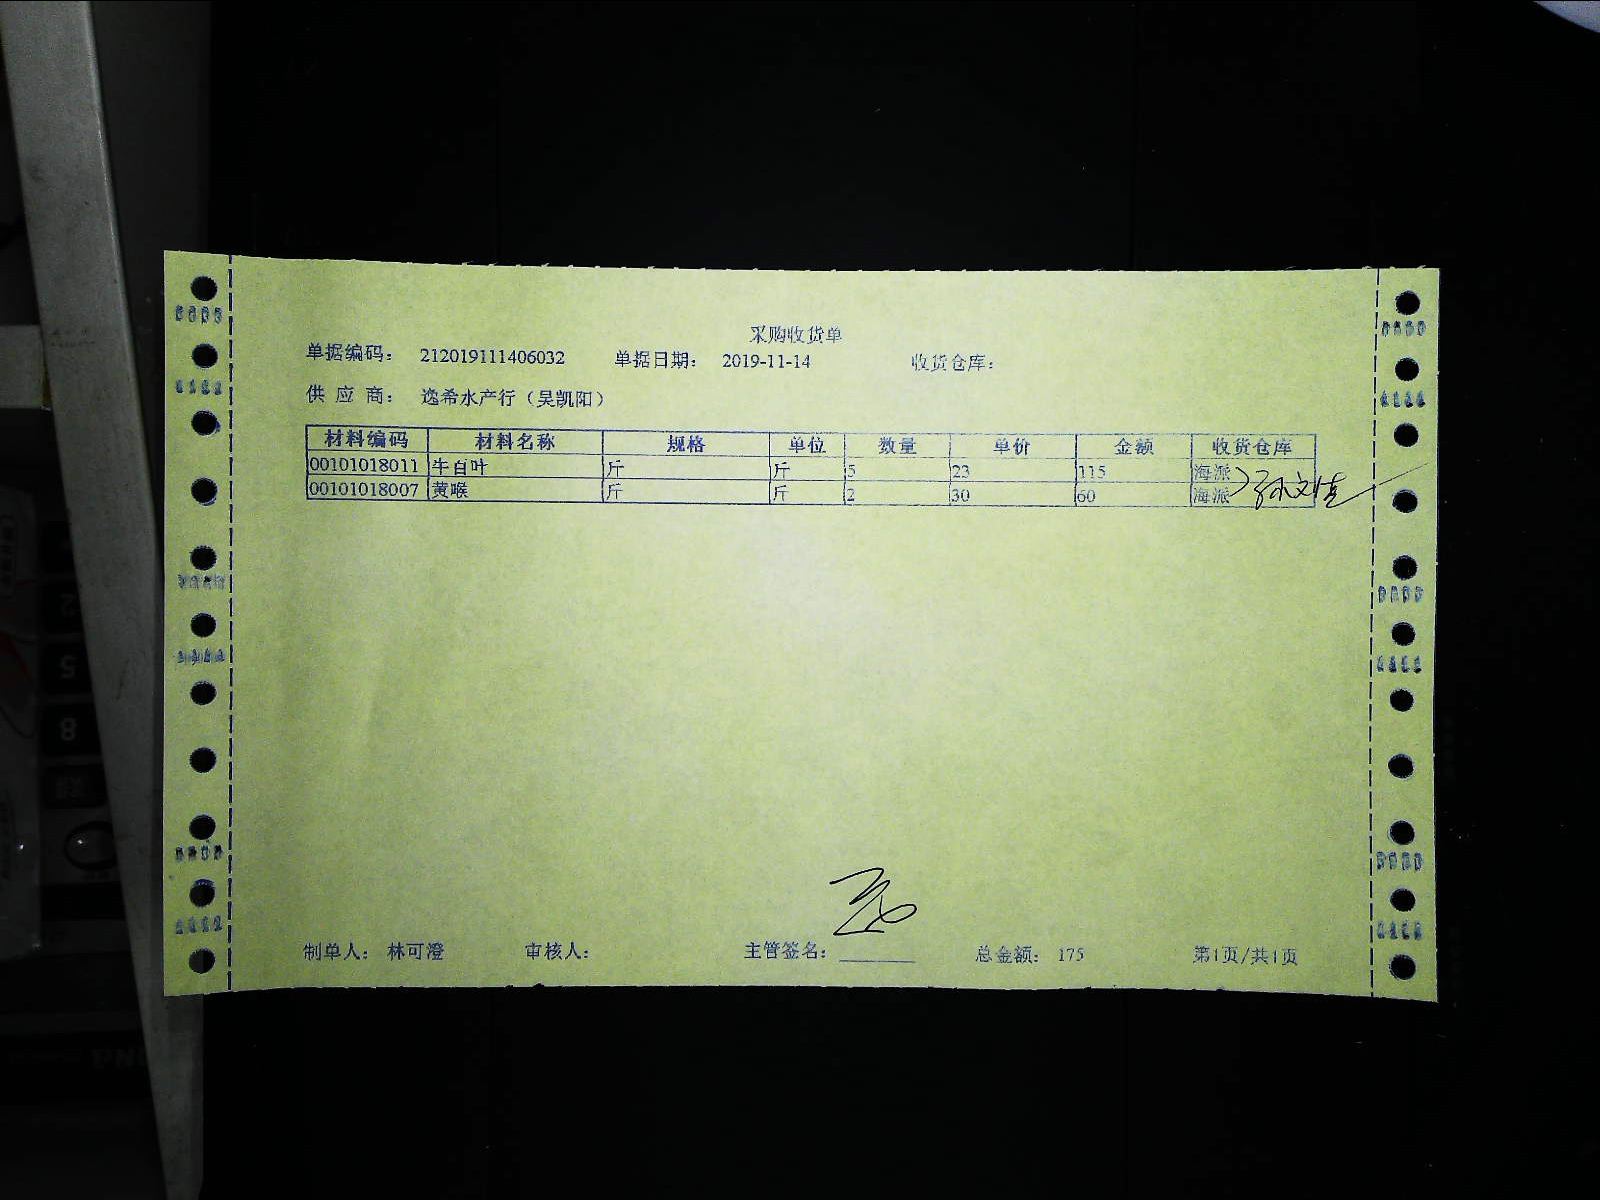 采购收货单
单据编码： 212019111406032 单据日期： 2019-11-14 收货仓库：
供 应 商： 逸希水产行（吴凯阳）
材料编码 材料名称 规格 单位 数量 单价 金额 收货仓库
00101018011 牛百叶 斤 斤 5 23 115 海派
00101018007 黄喉 斤 斤 2 30 60 海派
制单人： 林可澄 审核人： 主管签名： 总金额： 175 第1页/共1页